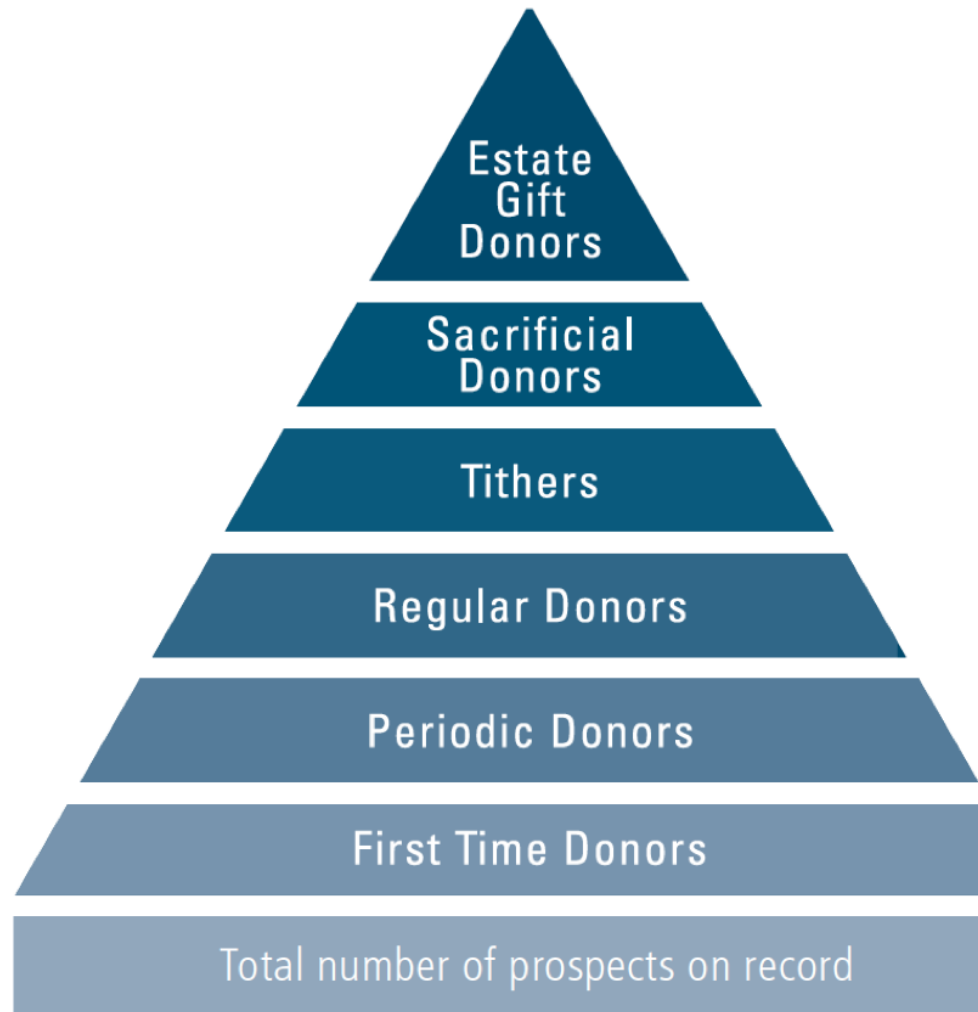 Estate
Gift
Donors
Sacrificial
Donors
Tithers
Regular Donors
Periodic Donors
First Time Donors
Total number of prospects on record